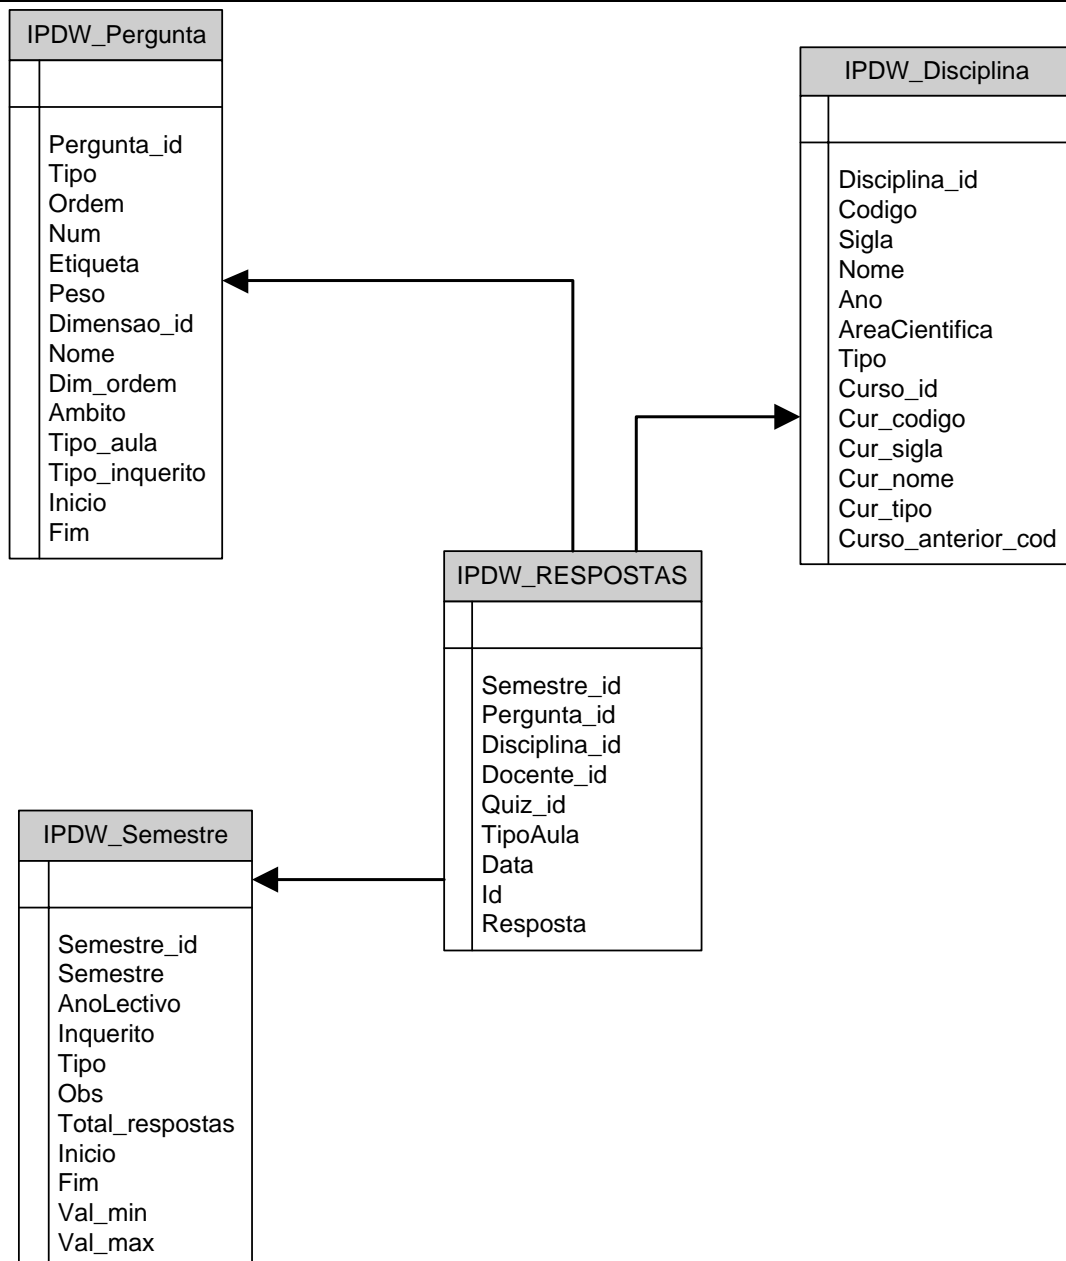 IPDW_Pergunta
Pergunta_id
Tipo
Ordem
Num
Etiqueta
Peso
Dimensao_id
Nome
Dim_ordem
Ambito
Tipo_aula
Tipo_inquerito
Inicio
Fim
IPDW_Disciplina
Disciplina_id
Codigo
Sigla
Nome
Ano
AreaCientifica
Tipo
Curso_id
Cur_codigo
Cur_sigla
Cur_nome
Cur_tipo
Curso_anterior_cod
IPDW_RESPOSTAS
Semestre_id
Pergunta_id
Disciplina_id
Docente_id
Quiz_id
TipoAula
Data
Id
Resposta
IPDW_Semestre
Semestre_id
Semestre
AnoLectivo
Inquerito
Tipo
Obs
Total_respostas
Inicio
Fim
Val_min
Val_max